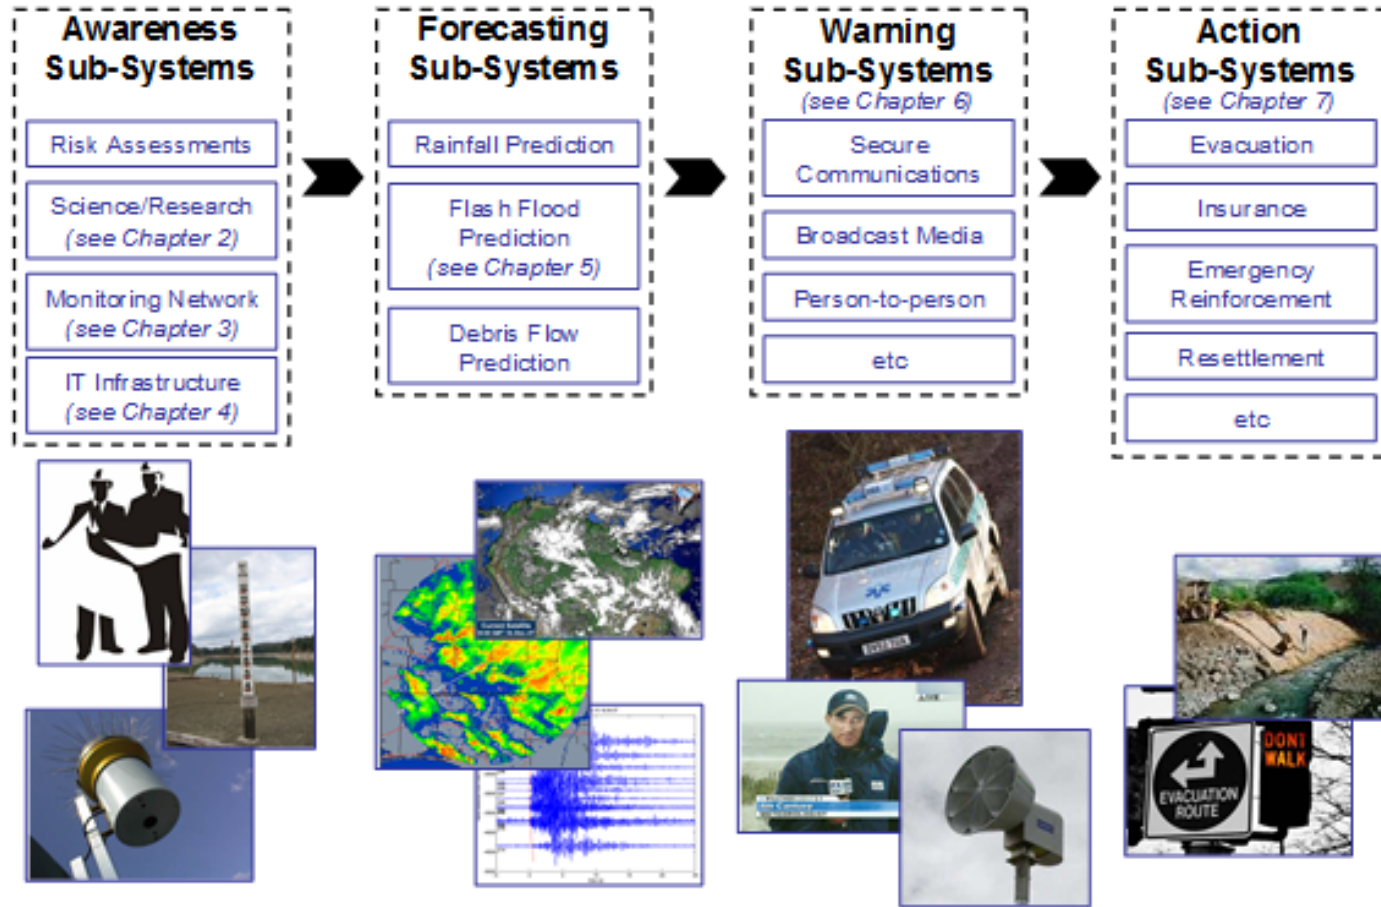 Awareness
Sub-Systems
Risk Assessments
Science/Research
(see Chapter 2)
Monitoring Network
(see Chapter 3)
IT Infrastructure
(see Chapter 4)
Forecasting
Sub-Systems
Rainfall Prediction
Flash Flood
Prediction
(see Chapter 5)
Debris Flow
Prediction
Warning
Sub-Systems
(see Chapter 6)
Secure
Communications
Broadcast Media
Person-to-person
etc
Action
Sub-Systems
(see Chapter 7)
Evacuation
Insurance
Emergency
Reinforcement
Resettlement
etc
LIVE
DONT
WALK
EVACUATION
ROUTE